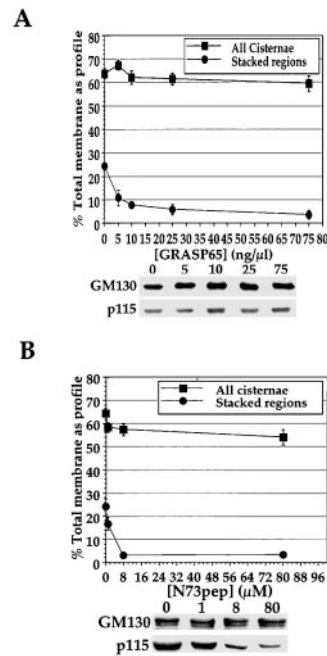 A
% Total membrane as profile
80
70
60
50
40
30
20
10
0
All Cisternae
Stacked regions
0 5 10 15 20 25 30 35 40 45 50 55 60 65 70 75 80
[GRASP65] (ng/μl)
0 5 10 25 75
GM130
p115
B
% Total membrane as profile
80
70
60
50
40
30
20
10
0
All cisternae
Stacked regions
0 8 16 24 32 40 48 56 64 72 80 88 96
[N73pep] (μM)
0 1 8 80
GM130
p115